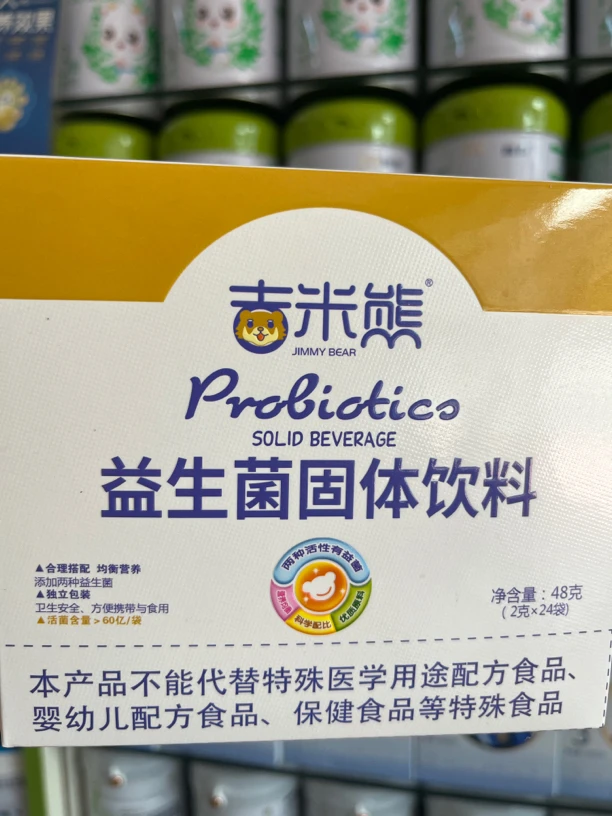 吉米熊®
JIMMY BEAR
Probiotics
SOLID BEVERAGE
益生菌固体饮料
两种活性有益菌
科学配比
优质原料
▲合理搭配 均衡营养
添加两种益生菌
▲独立包装
卫生安全、方便携带与食用
▲活菌含量＞60亿/袋
净含量：48克
（2克×24袋）
本产品不能代替特殊医学用途配方食品、
婴幼儿配方食品、保健食品等特殊食品